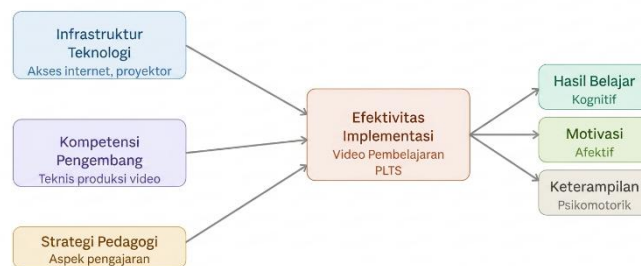 Infrastruktur
Teknologi
Akses internet, proyektor
Kompetensi
Pengembang
Teknis produksi video
Strategi Pedagogi
Aspek pengajaran
Efektivitas
Implementasi
Video Pembelajaran
PLTS
Hasil Belajar
Kognitif
Motivasi
Afektif
Keterampilan
Psikomotorik